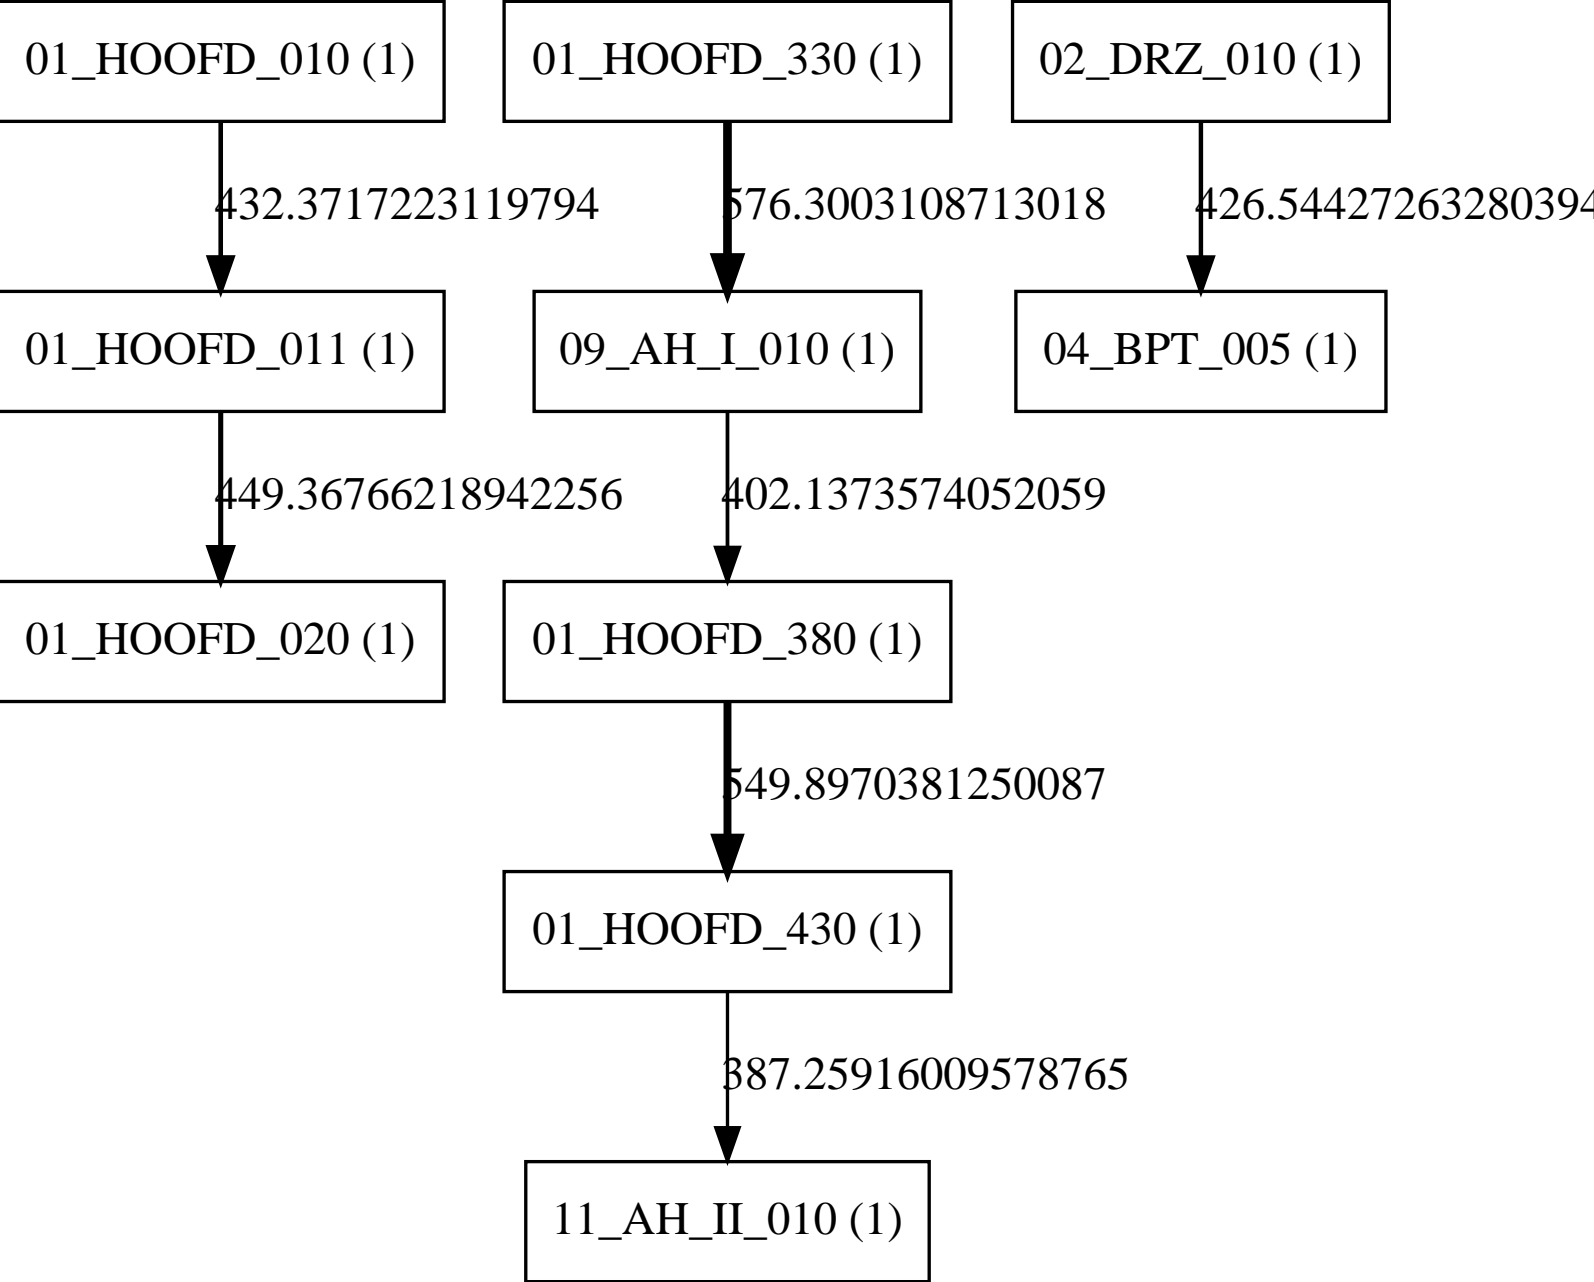 01_HOOFD_010 (1)
01_HOOFD_330 (1)
02_DRZ_010 (1)
432.3717223119794
576.3003108713018
426.54427263280394
01_HOOFD_011 (1)
09_AH_I_010 (1)
04_BPT_005 (1)
449.36766218942256
402.1373574052059
01_HOOFD_020 (1)
01_HOOFD_380 (1)
549.8970381250087
01_HOOFD_430 (1)
387.25916009578765
11_AH_II_010 (1)